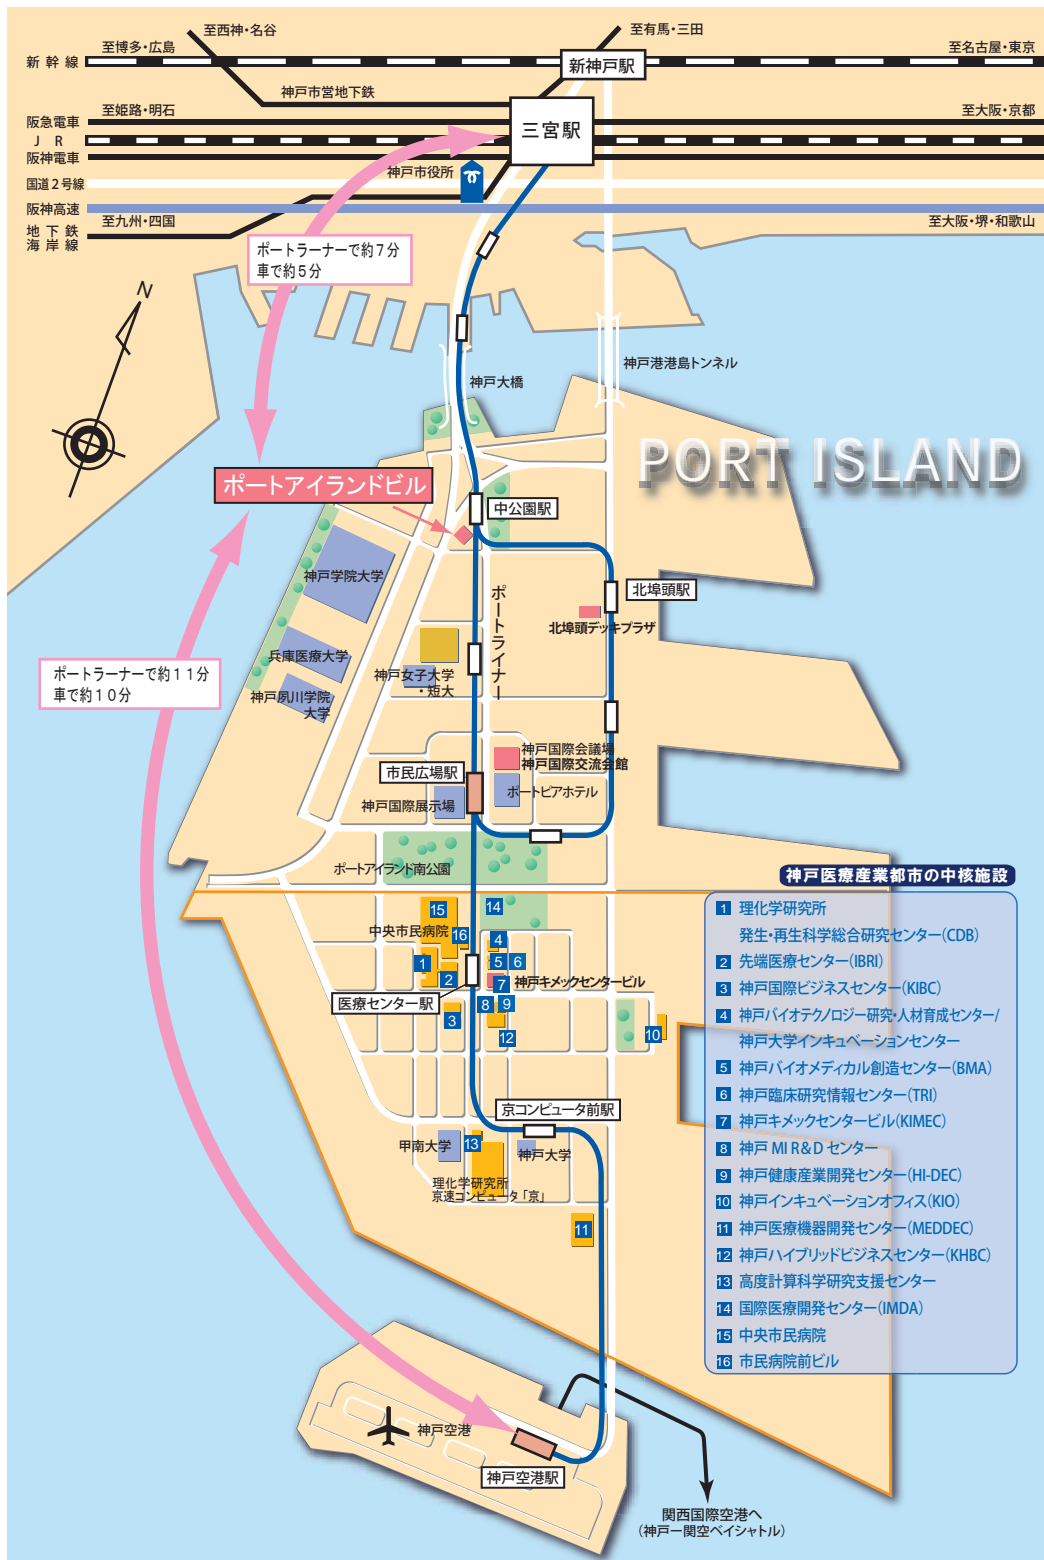 至西神・名谷
至有馬・三田
至博多・広島
至名古屋・東京
新幹線
新神戸駅
神戸市営地下鉄
至姫路・明石
至大阪・京都
阪急電車
三宮駅
JR
阪神電車
神戸市役所
国道2号線
阪神高速
至九州・四国
至大阪・堺・和歌山
地下鉄
海岸線
ポートラーナーで約7分
車で約5分
N
神戸港港島トンネル
神戸大橋
PORT ISLAND
ポートアイランドビル
中公園駅
神戸学院大学
北埠頭駅
ポートライナー
北埠頭デッキプラザ
兵庫医療大学
ポートラーナーで約11分
車で約10分
神戸女子大学
・短大
神戸夙川学院
大学
神戸国際会議場
神戸国際交流会館
市民広場駅
ポートピアホテル
神戸国際展示場
ポートアイランド南公園
15
14
中央市民病院
16
4
1
5
6
2
7
神戸キメックセンタービル
医療センター駅
8
9
3
12
10
京コンピュータ前駅
甲南大学
13
神戸大学
理化学研究所
京速コンピュータ「京」
11
神戸医療産業都市の中核施設
1 理化学研究所
発生・再生科学総合研究センター(CDB)
2 先端医療センター(IBRI)
3 神戸国際ビジネスセンター(KIBC)
4 神戸バイオテクノロジー研究・人材育成センター/
神戸大学インキュベーションセンター
5 神戸バイオメディカル創造センター(BMA)
6 神戸臨床研究情報センター(TRI)
7 神戸キメックセンタービル(KIMEC)
8 神戸 MI R&D センター
9 神戸健康産業開発センター(HI-DEC)
10 神戸インキュベーションオフィス(KIO)
11 神戸医療機器開発センター(MEDDEC)
12 神戸ハイブリッドビジネスセンター(KHBC)
13 高度計算科学研究支援センター
14 国際医療開発センター(IMDA)
15 中央市民病院
16 市民病院前ビル
神戸空港
神戸空港駅
関西国際空港へ
(神戸ー関空ベイシャトル)